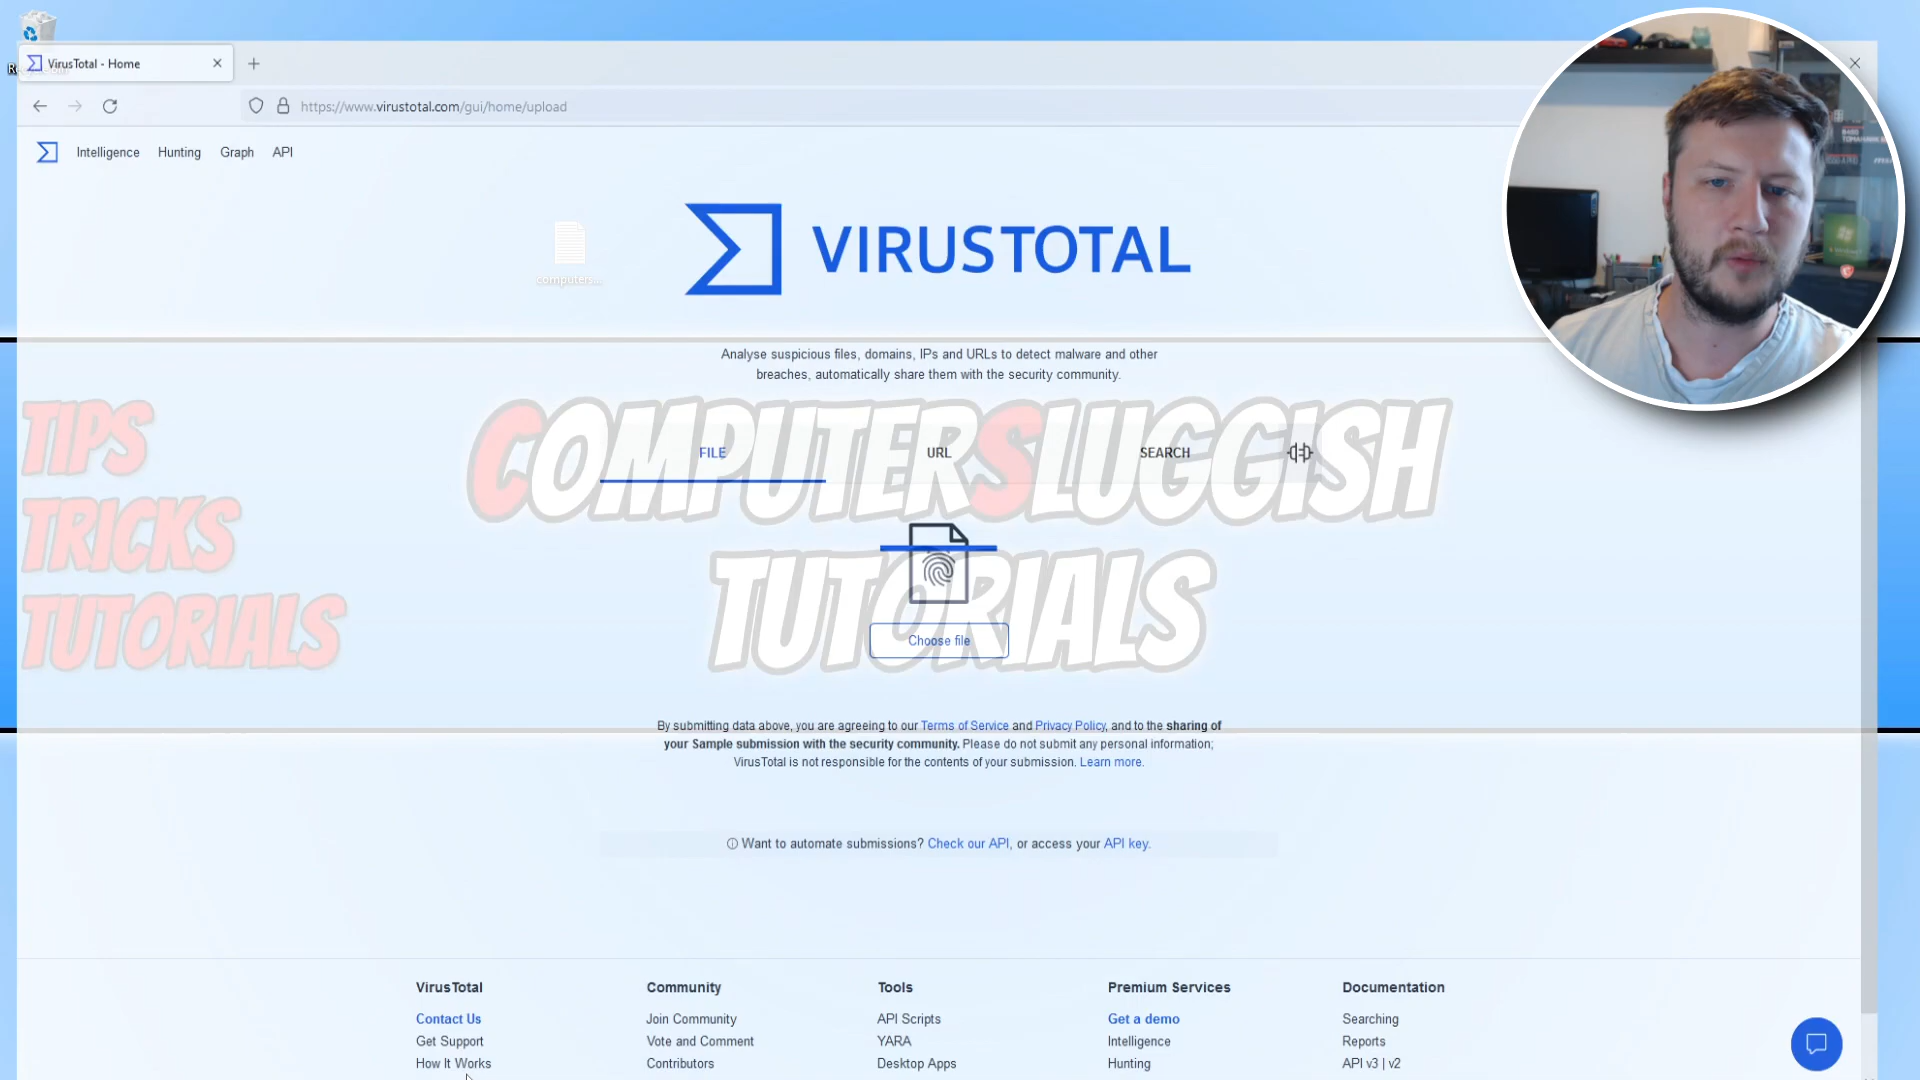 VirusTotal - Home
https://www.virustotal.com/gui/home/upload
Intelligence Hunting Graph API
VIRUSTOTAL
computers...
Analyse suspicious files, domains, IPs and URLs to detect malware and other
breaches, automatically share them with the security community.
TIPS
TRICKS
TUTORIALS
COMPUTERSLUGGISH
TUTORIALS
FILE URL SEARCH
Choose file
By submitting data above, you are agreeing to our Terms of Service and Privacy Policy, and to the sharing of
your Sample submission with the security community. Please do not submit any personal information;
VirusTotal is not responsible for the contents of your submission. Learn more.
Want to automate submissions? Check our API, or access your API key.
VirusTotal Community Tools Premium Services Documentation
Contact Us Join Community API Scripts Get a demo Searching
Get Support Vote and Comment YARA Intelligence Reports
How It Works Contributors Desktop Apps Hunting API v3 | v2